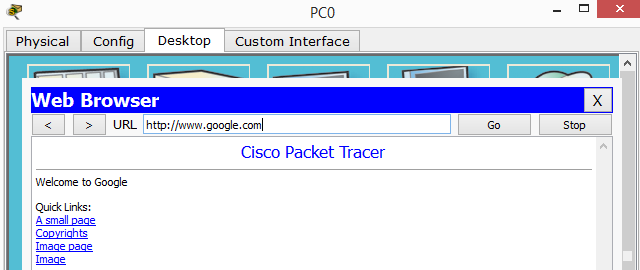 PC0
Physical Config Desktop Custom Interface
Web Browser X
< > URL http://www.google.com Go Stop
Cisco Packet Tracer
Welcome to Google
Quick Links:
A small page
Copyrights
Image page
Image